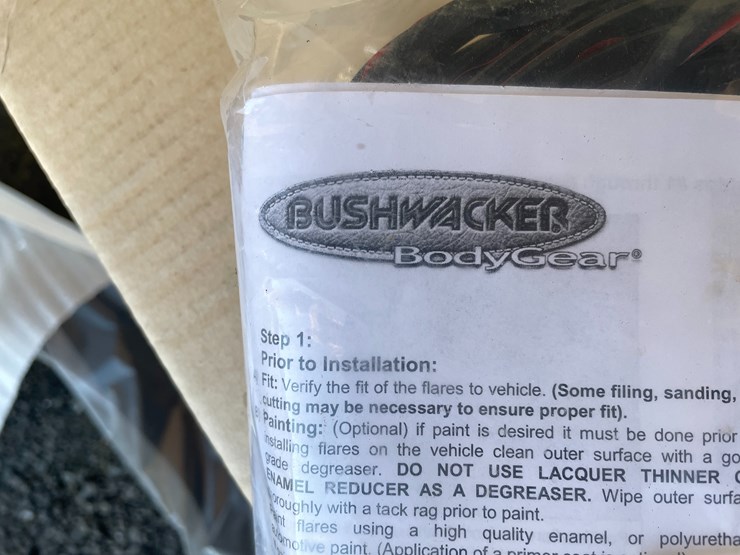 BUSHWACKER
BodyGear®
Step 1:
Prior to Installation:
Fit: Verify the fit of the flares to vehicle. (Some filing, sanding,
cutting may be necessary to ensure proper fit).
Painting: (Optional) if paint is desired it must be done prior
installing flares on the vehicle clean outer surface with a
grade degreaser. DO NOT USE LACQUER THINNER
ENAMEL REDUCER AS A DEGREASER. Wipe outer
with a tack rag prior to paint.
flares using a high quality enamel, or
paint. (Application of a